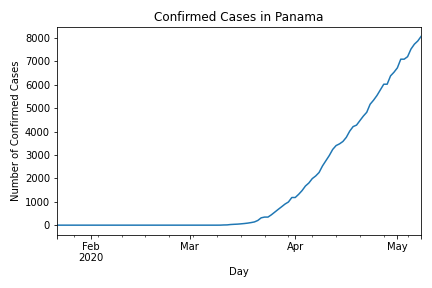 Confirmed Cases in Panama
Number of Confirmed Cases
8000
7000
6000
5000
4000
3000
2000
1000
0
Feb
2020
Mar
Apr
May
Day